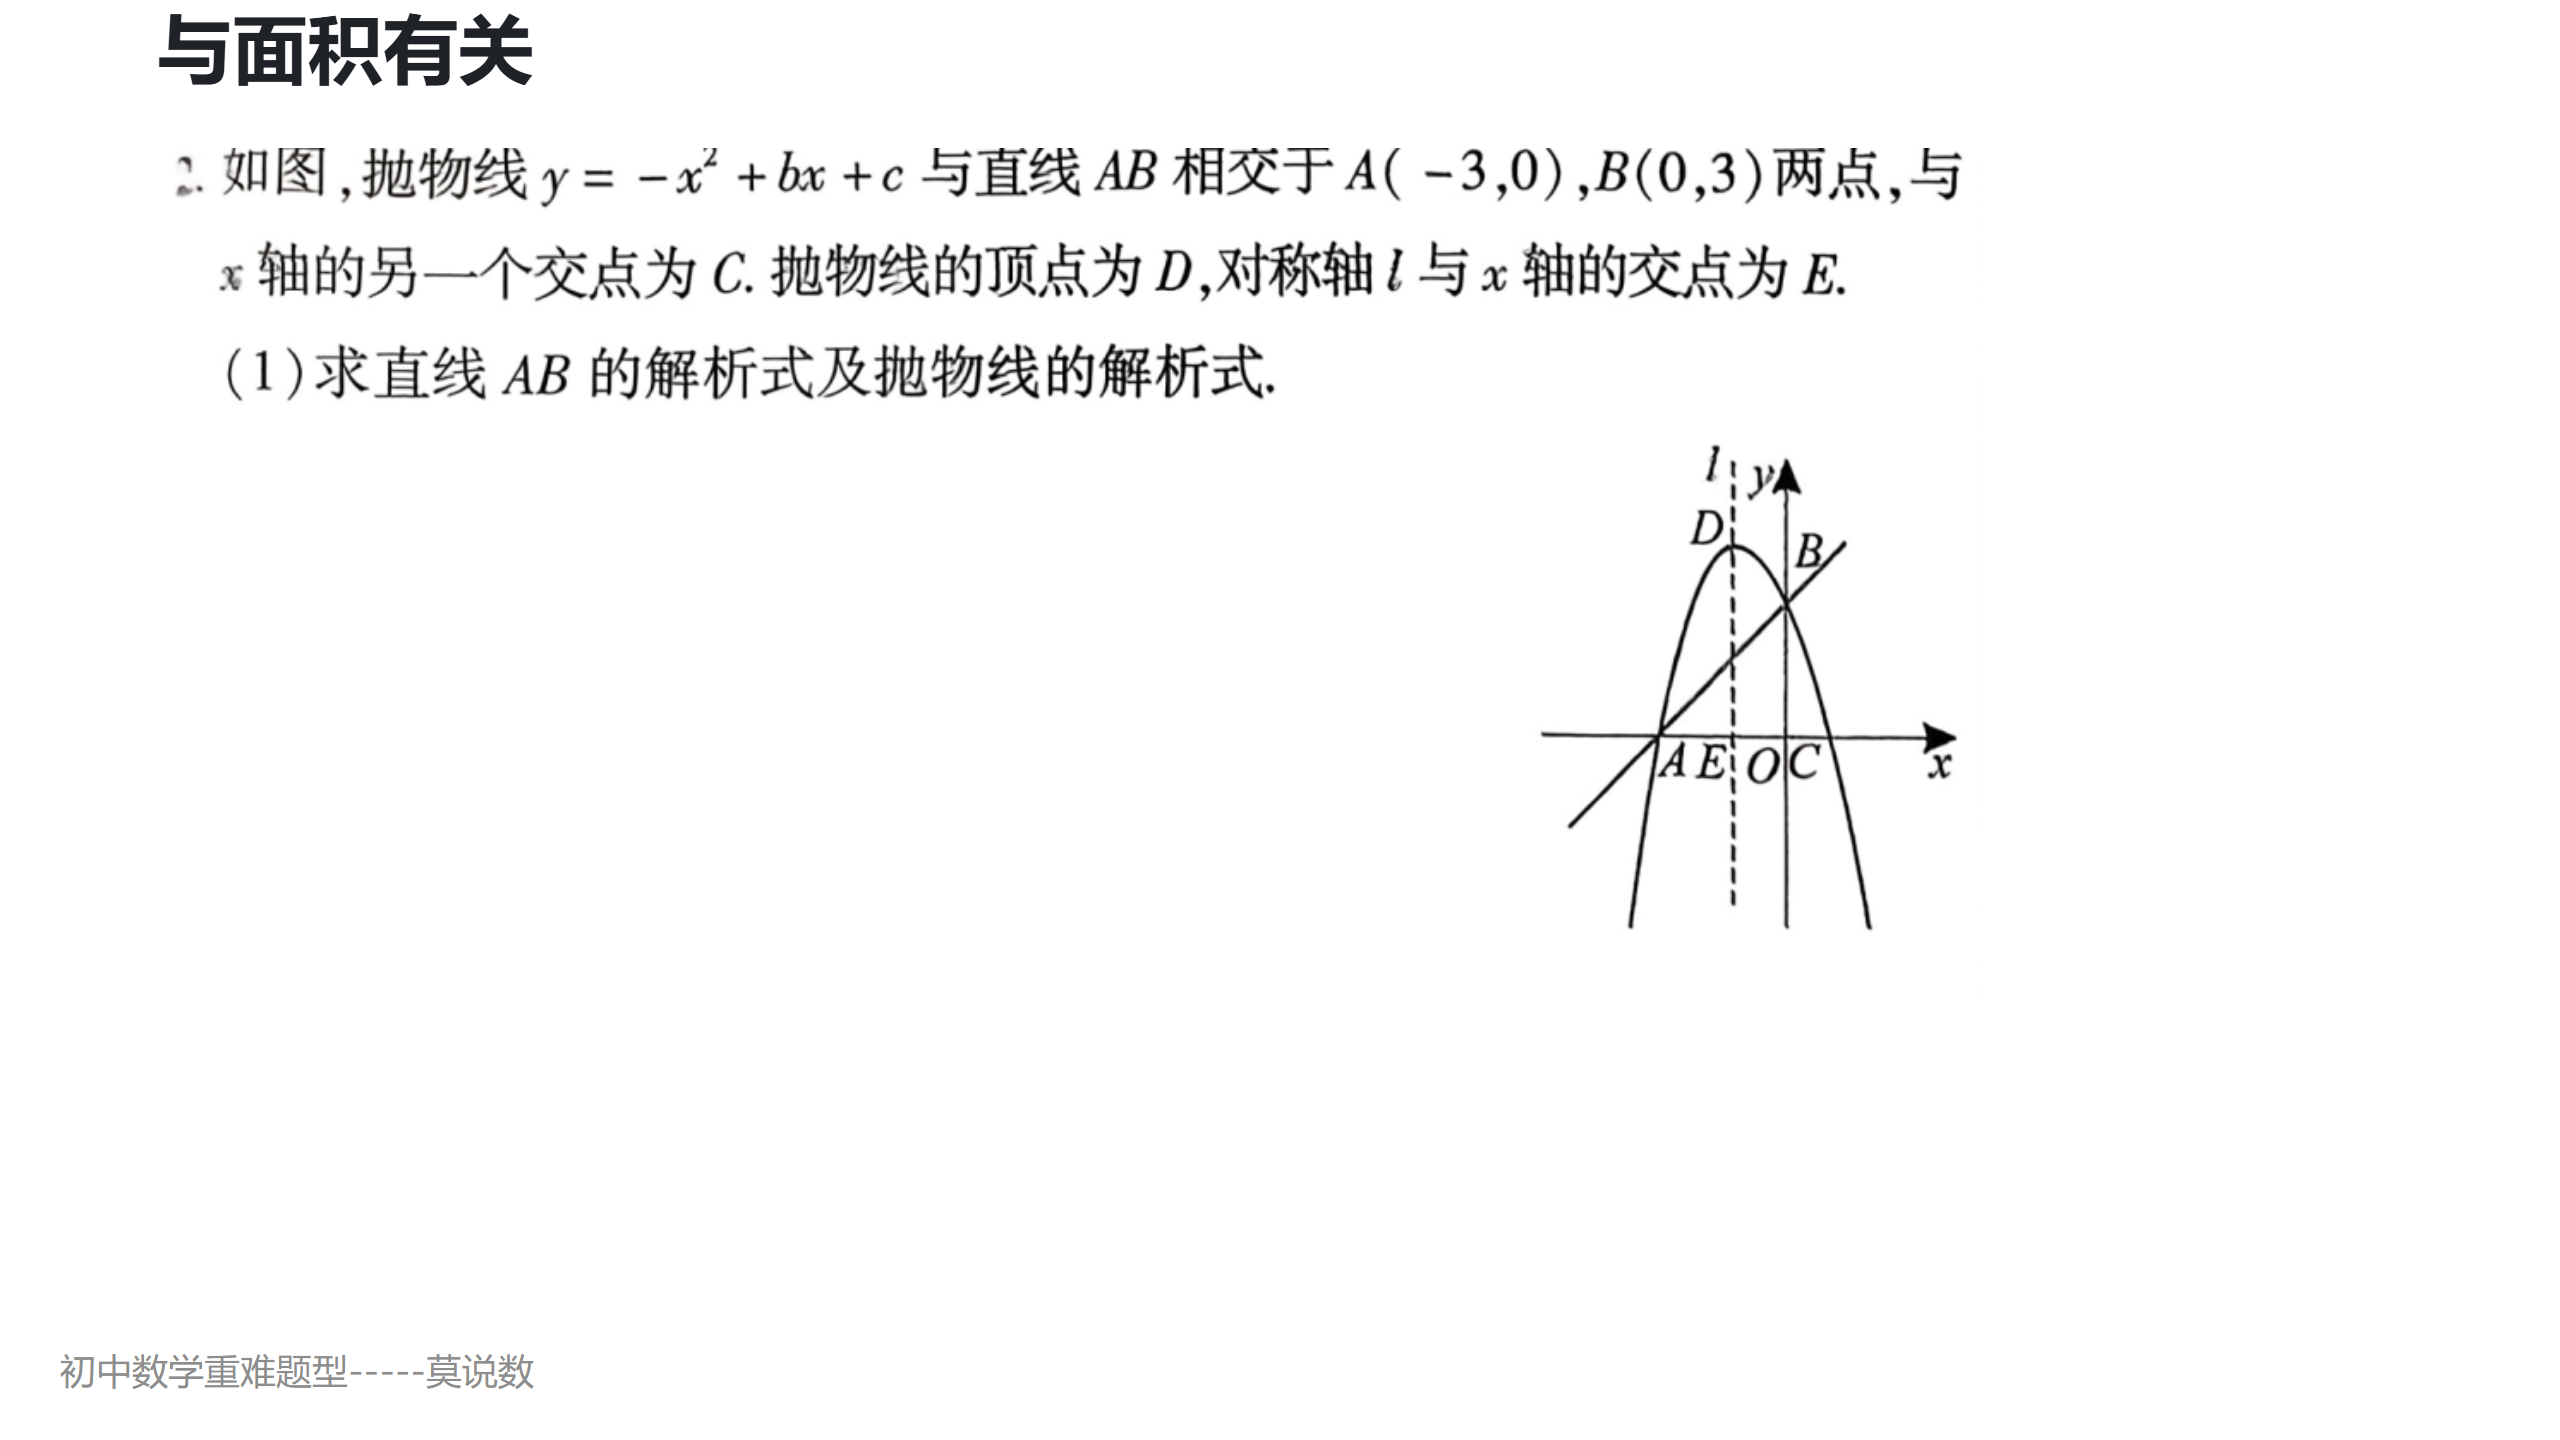 与面积有关
2. 如图,抛物线 y = -x² + bx + c 与直线 AB 相交于 A( -3,0),B(0,3)两点,与
x 轴的另一个交点为 C. 抛物线的顶点为 D,对称轴 l 与 x 轴的交点为 E.
(1)求直线 AB 的解析式及抛物线的解析式.
l
y
D
B
A E O C
x
初中数学重难题型-----莫说数